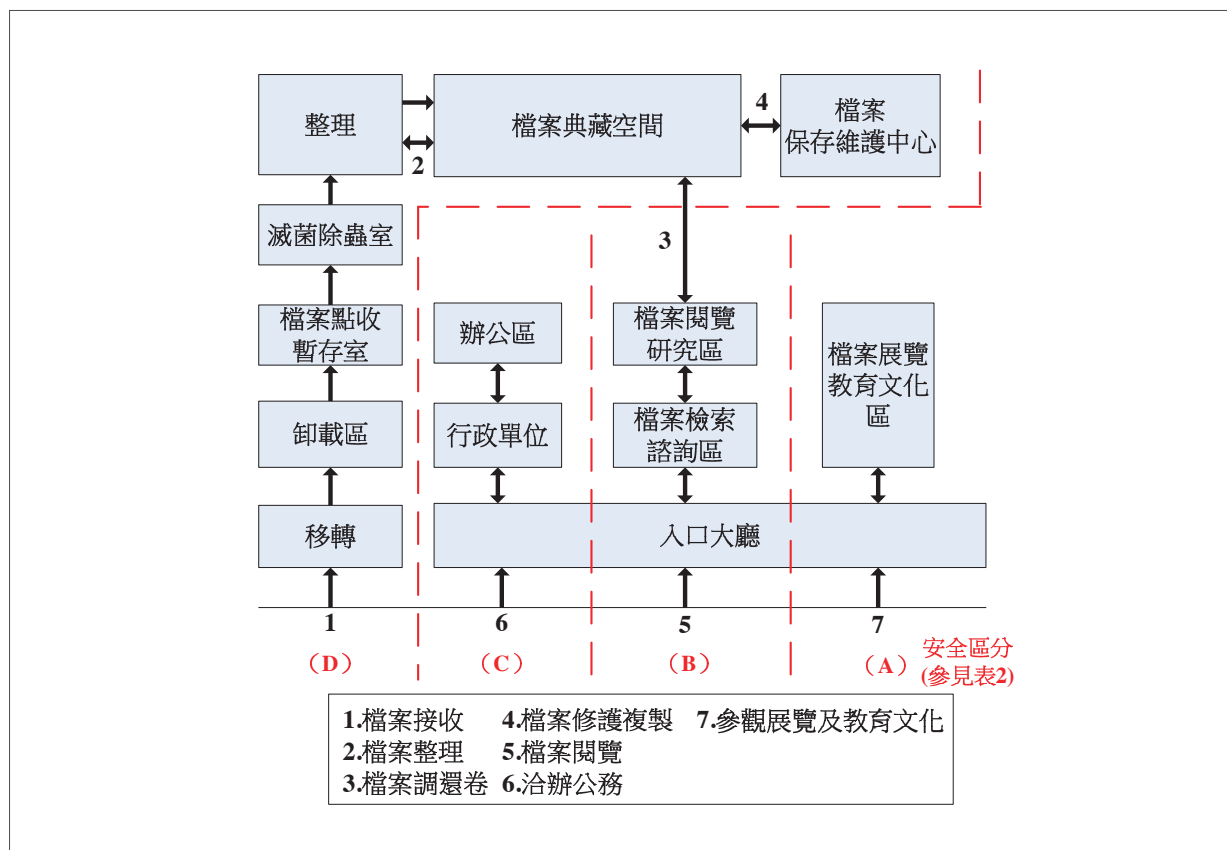 整理
檔案典藏空間
檔案
保存維護中心
4
2
滅菌除蟲室
3
檔案點收
暫存室
辦公區
檔案閱覽
研究區
檔案展覽
教育文化
區
卸載區
行政單位
檔案檢索
諮詢區
移轉
入口大廳
1
6
5
7
（D）
（C）
（B）
（A）
安全區分
(參見表2)
1.檔案接收 4.檔案修護複製 7.參觀展覽及教育文化
2.檔案整理 5.檔案閱覽
3.檔案調還卷 6.洽辦公務